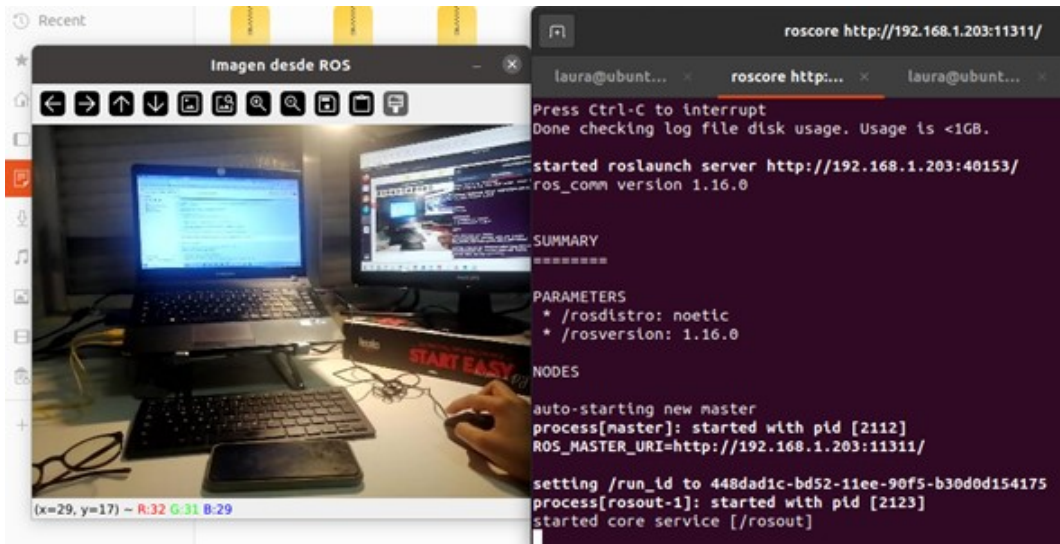 Recent
Imagen desde ROS
START EASY
(x=29, y=17) ~ R:32 G:31 B:29
roscore http://192.168.1.203:11311/
laura@ubunt... × roscore http:... × laura@ubunt... ×
Press Ctrl-C to interrupt
Done checking log file disk usage. Usage is <1GB.
started roslaunch server http://192.168.1.203:40153/
ros_comm version 1.16.0
SUMMARY
========
PARAMETERS
* /rosdistro: noetic
* /rosversion: 1.16.0
NODES
auto-starting new master
process[master]: started with pid [2112]
ROS_MASTER_URI=http://192.168.1.203:11311/
setting /run_id to 448dad1c-bd52-11ee-90f5-b30d0d154175
process[rosout-1]: started with pid [2123]
started core service [/rosout]